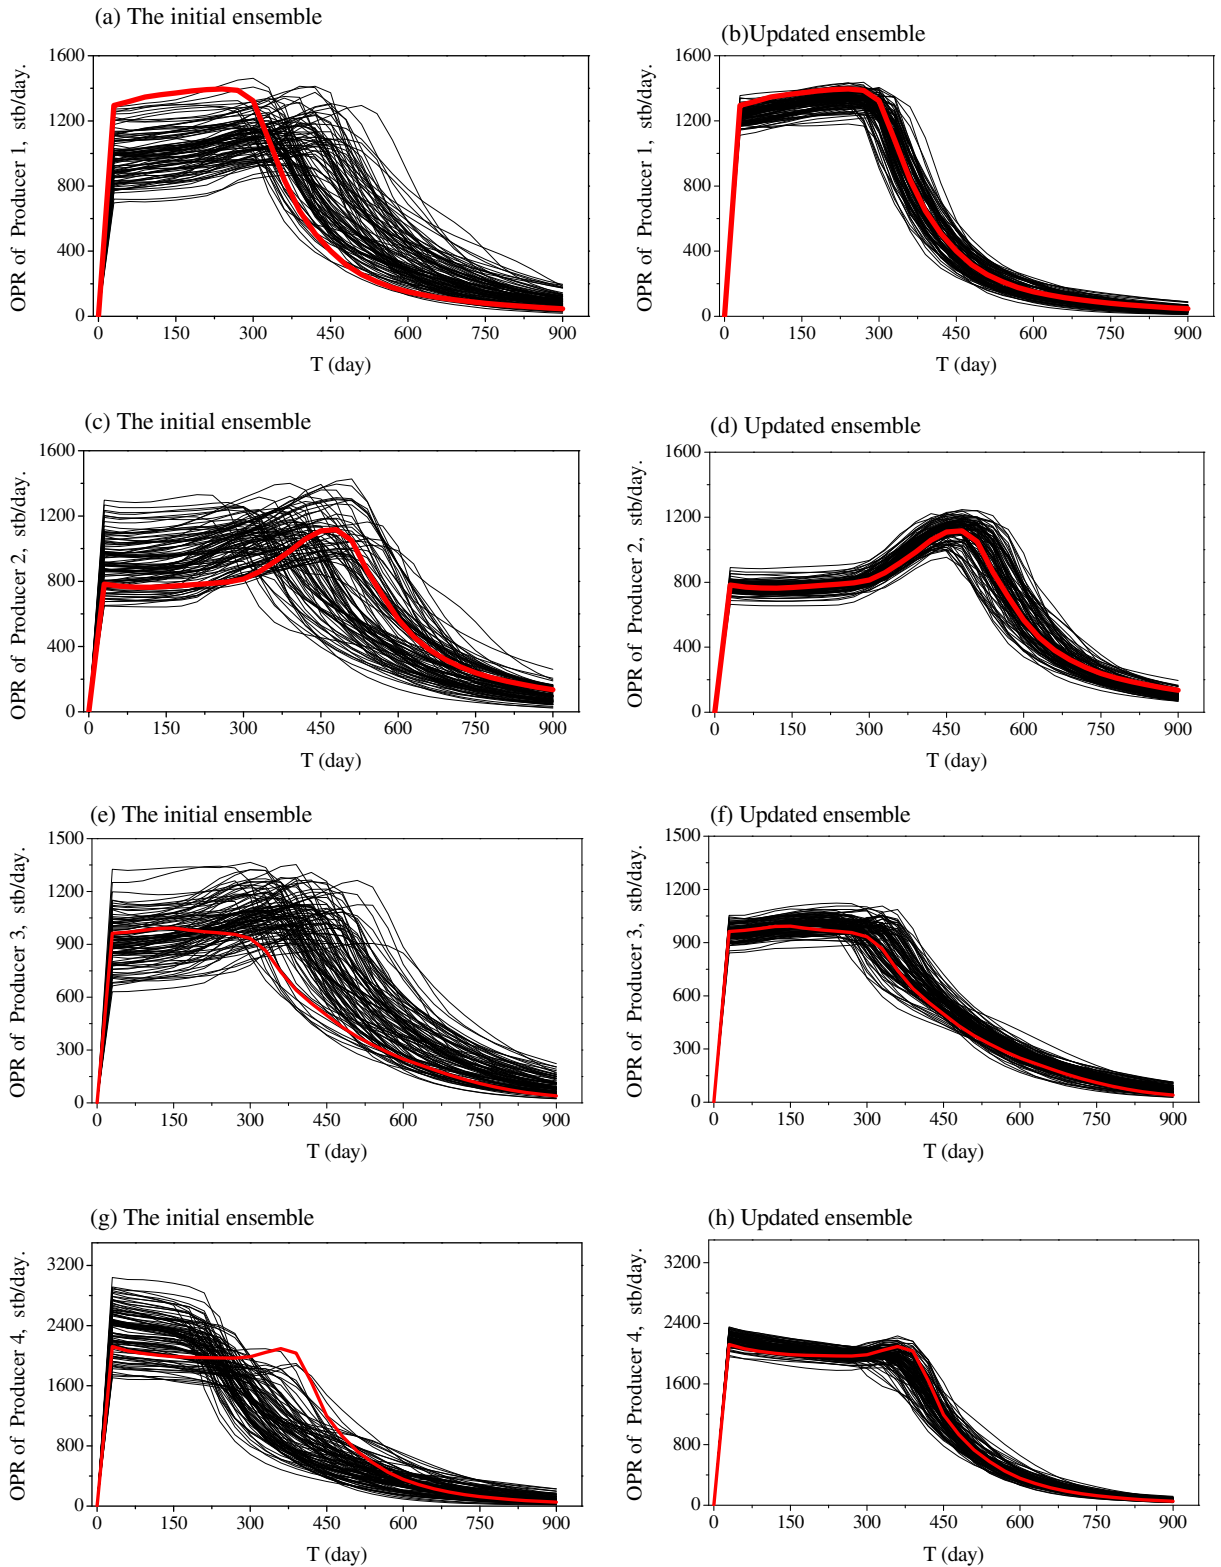 (a) The initial ensemble
OPR of Producer 1, stb/day.
1600
1200
800
400
0
0 150 300 450 600 750 900
T (day)
(b)Updated ensemble
OPR of Producer 1, stb/day.
1600
1200
800
400
0
0 150 300 450 600 750 900
T (day)
(c) The initial ensemble
OPR of Producer 2, stb/day.
1600
1200
800
400
0
0 150 300 450 600 750 900
T (day)
(d) Updated ensemble
OPR of Producer 2, stb/day.
1600
1200
800
400
0
0 150 300 450 600 750 900
T (day)
(e) The initial ensemble
OPR of Producer 3, stb/day.
1500
1200
900
600
300
0
0 150 300 450 600 750 900
T (day)
(f) Updated ensemble
OPR of Producer 3, stb/day.
1500
1200
900
600
300
0
0 150 300 450 600 750 900
T (day)
(g) The initial ensemble
OPR of Producer 4, stb/day.
3200
2400
1600
800
0
0 150 300 450 600 750 900
T (day)
(h) Updated ensemble
OPR of Producer 4, stb/day.
3200
2400
1600
800
0
0 150 300 450 600 750 900
T (day)